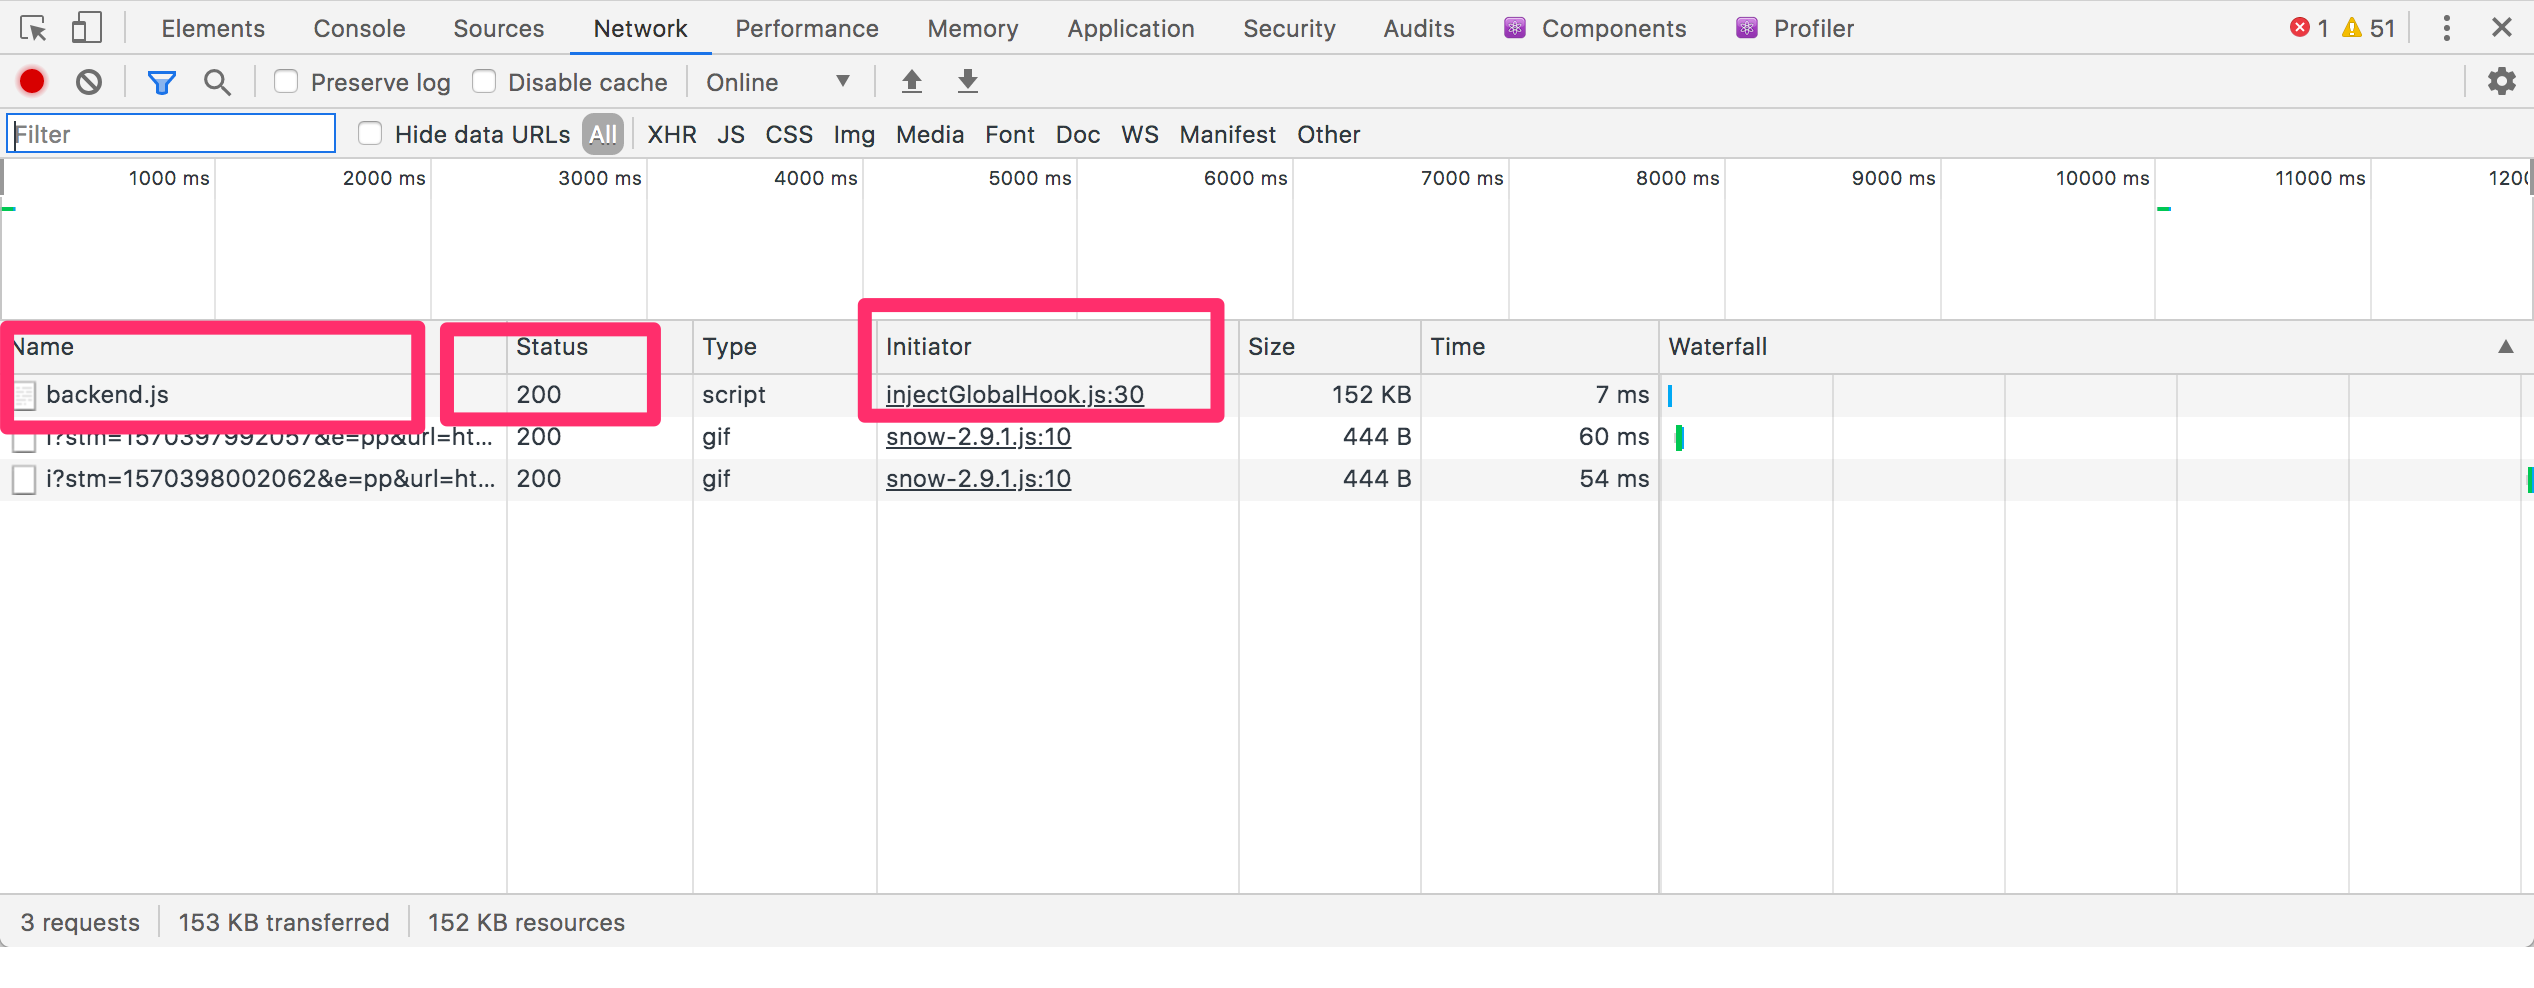 Elements Console Sources Network Performance Memory Application Security Audits Components Profiler 1 51
Preserve log Disable cache Online
Filter Hide data URLs All XHR JS CSS Img Media Font Doc WS Manifest Other
1000 ms 2000 ms 3000 ms 4000 ms 5000 ms 6000 ms 7000 ms 8000 ms 9000 ms 10000 ms 11000 ms
Name Status Type Initiator Size Time Waterfall
backend.js 200 script injectGlobalHook.js:30 152 KB 7 ms
i?stm=1570397992057&e=pp&url=ht... 200 gif snow-2.9.1.js:10 444 B 60 ms
i?stm=1570398002062&e=pp&url=ht... 200 gif snow-2.9.1.js:10 444 B 54 ms
3 requests 153 KB transferred 152 KB resources